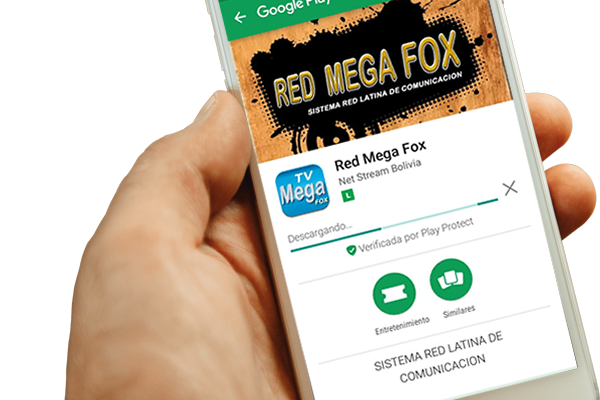 Google Play
RED MEGA FOX
SISTEMA RED LATINA DE COMUNICACION
Red Mega Fox
Net Stream Bolivia
L
TV
Mega
FOX
Descargando...
Verificada por Play Protect
Entretenimiento
Similares
SISTEMA RED LATINA DE
COMUNICACION